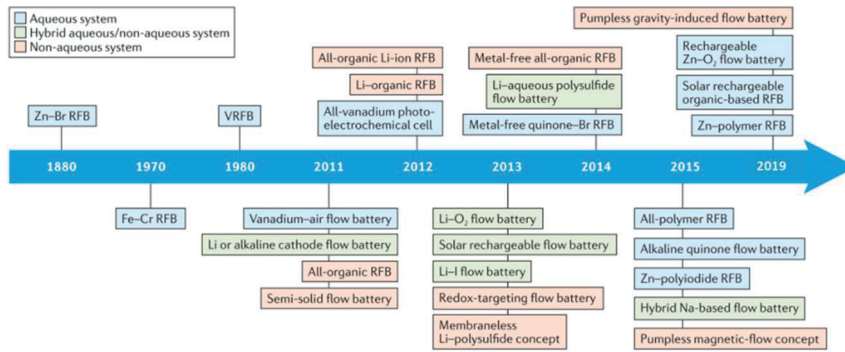 Aqueous system
Hybrid aqueous/non-aqueous system
Non-aqueous system
Pumpless gravity-induced flow battery
All-organic Li-ion RFB
Metal-free all-organic RFB
Rechargeable
Zn–O₂ flow battery
Li–organic RFB
Li–aqueous polysulfide
flow battery
Solar rechargeable
organic-based RFB
Zn–Br RFB
VRFB
All-vanadium photo-
electrochemical cell
Metal-free quinone–Br RFB
Zn–polymer RFB
1880
1970
1980
2011
2012
2013
2014
2015
2019
Fe–Cr RFB
Vanadium–air flow battery
Li–O₂ flow battery
All-polymer RFB
Li or alkaline cathode flow battery
Solar rechargeable flow battery
Alkaline quinone flow battery
All-organic RFB
Li–I flow battery
Zn–polyiodide RFB
Semi-solid flow battery
Redox-targeting flow battery
Hybrid Na-based flow battery
Membraneless
Li–polysulfide concept
Pumpless magnetic-flow concept